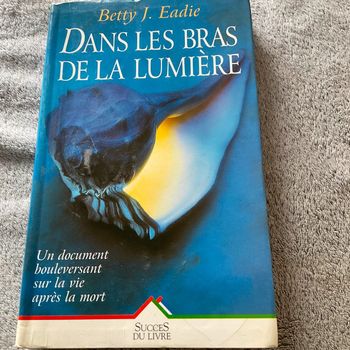 Betty J. Eadie
DANS LES BRAS
DE LA LUMIÈRE
Un document
bouleversant
sur la vie
après la mort
SUCCES
DU LIVRE